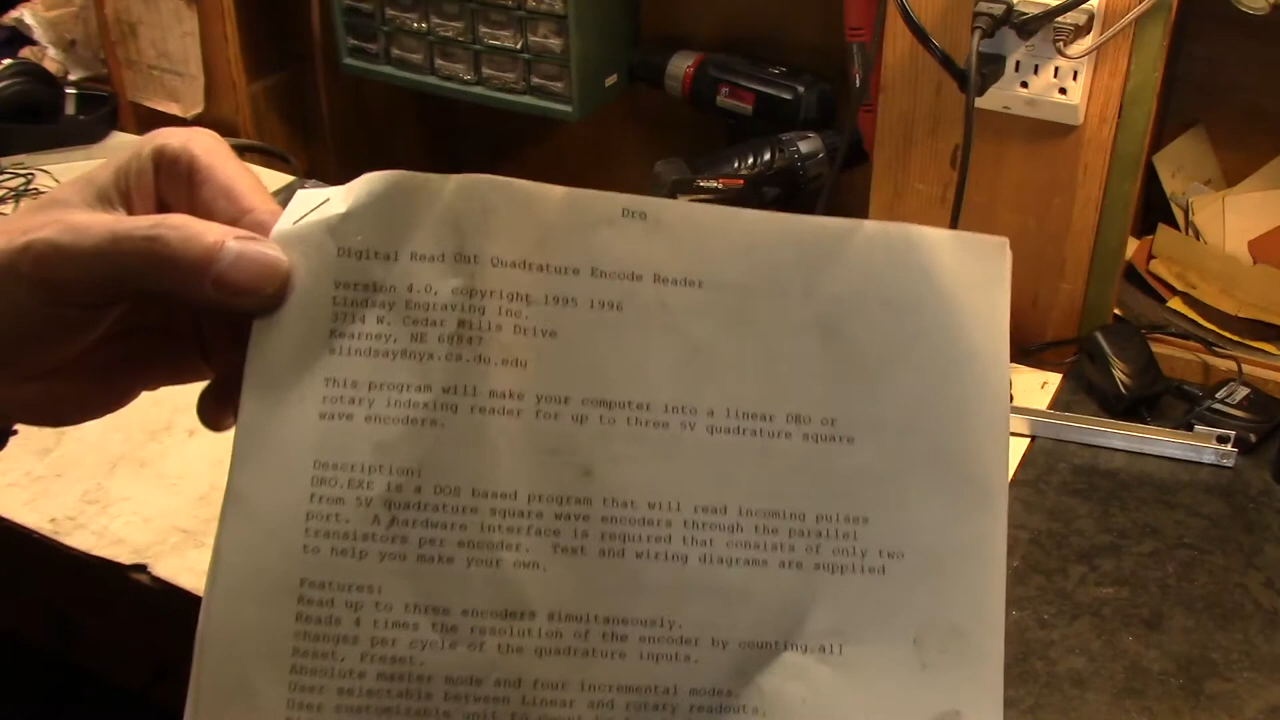 Dro
Digital Read Out Quadrature Encode Reader
version 4.0, copyright 1995 1996
Lindsay Engraving Inc.
3714 W. Cedar Hills Drive
Kearney, NE 68847
slindsay@nyx.cs.du.edu
This program will make your computer into a linear DRO or
rotary indexing reader for up to three 5V quadrature square
wave encoders.
Description:
DRO.EXE is a DOS based program that will read incoming pulses
from 5V quadrature square wave encoders through the parallel
port. A hardware interface is required that consists of only two
transistors per encoder. Text and wiring diagrams are supplied
to help you make your own.
Features:
Read up to three encoders simultaneously.
Reads 4 times the resolution of the encoder by counting all
changes per cycle of the quadrature inputs.
Reset, Preset.
Absolute master mode and four incremental modes.
User selectable between Linear and rotary readouts.
User customizable unit to